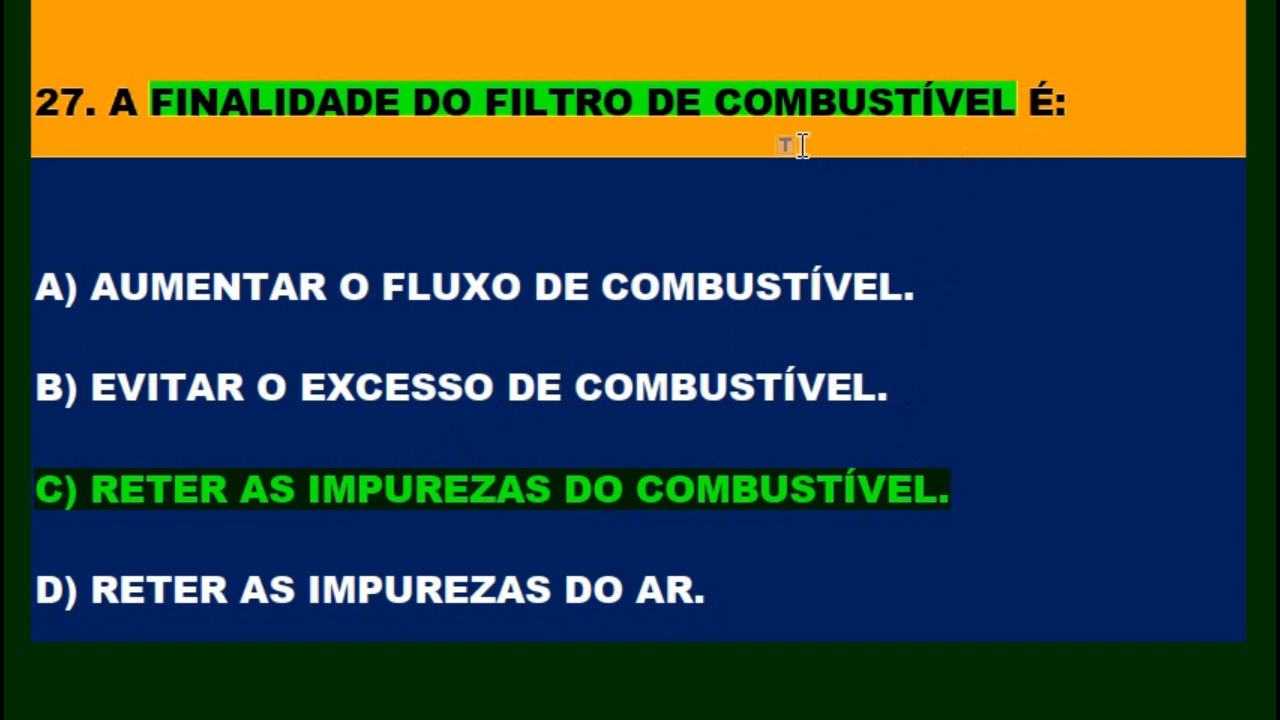 27. A FINALIDADE DO FILTRO DE COMBUSTÍVEL É:
T
A) AUMENTAR O FLUXO DE COMBUSTÍVEL.
B) EVITAR O EXCESSO DE COMBUSTÍVEL.
C) RETER AS IMPUREZAS DO COMBUSTÍVEL.
D) RETER AS IMPUREZAS DO AR.